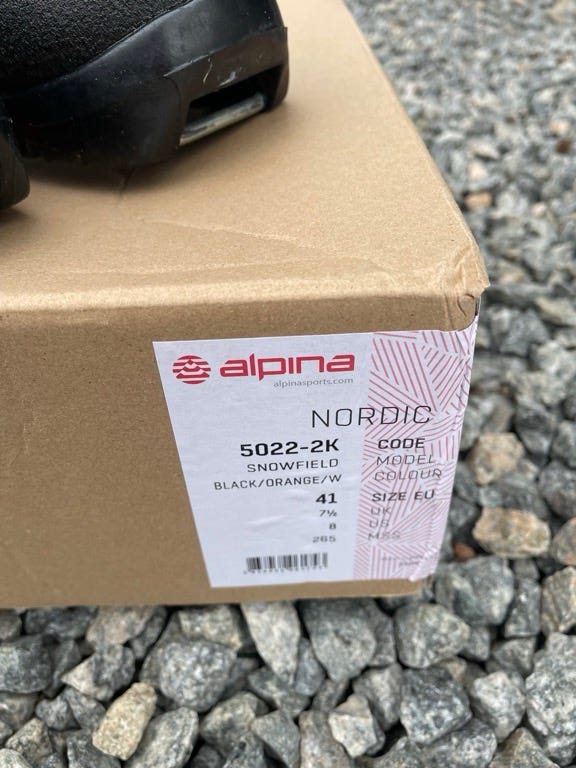 alpina
alpinasports.com
NORDIC
5022-2K CODE
SNOWFIELD MODEL
BLACK/ORANGE/W COLOUR
41 SIZE EU
7½ UK
8 US
265 MSS